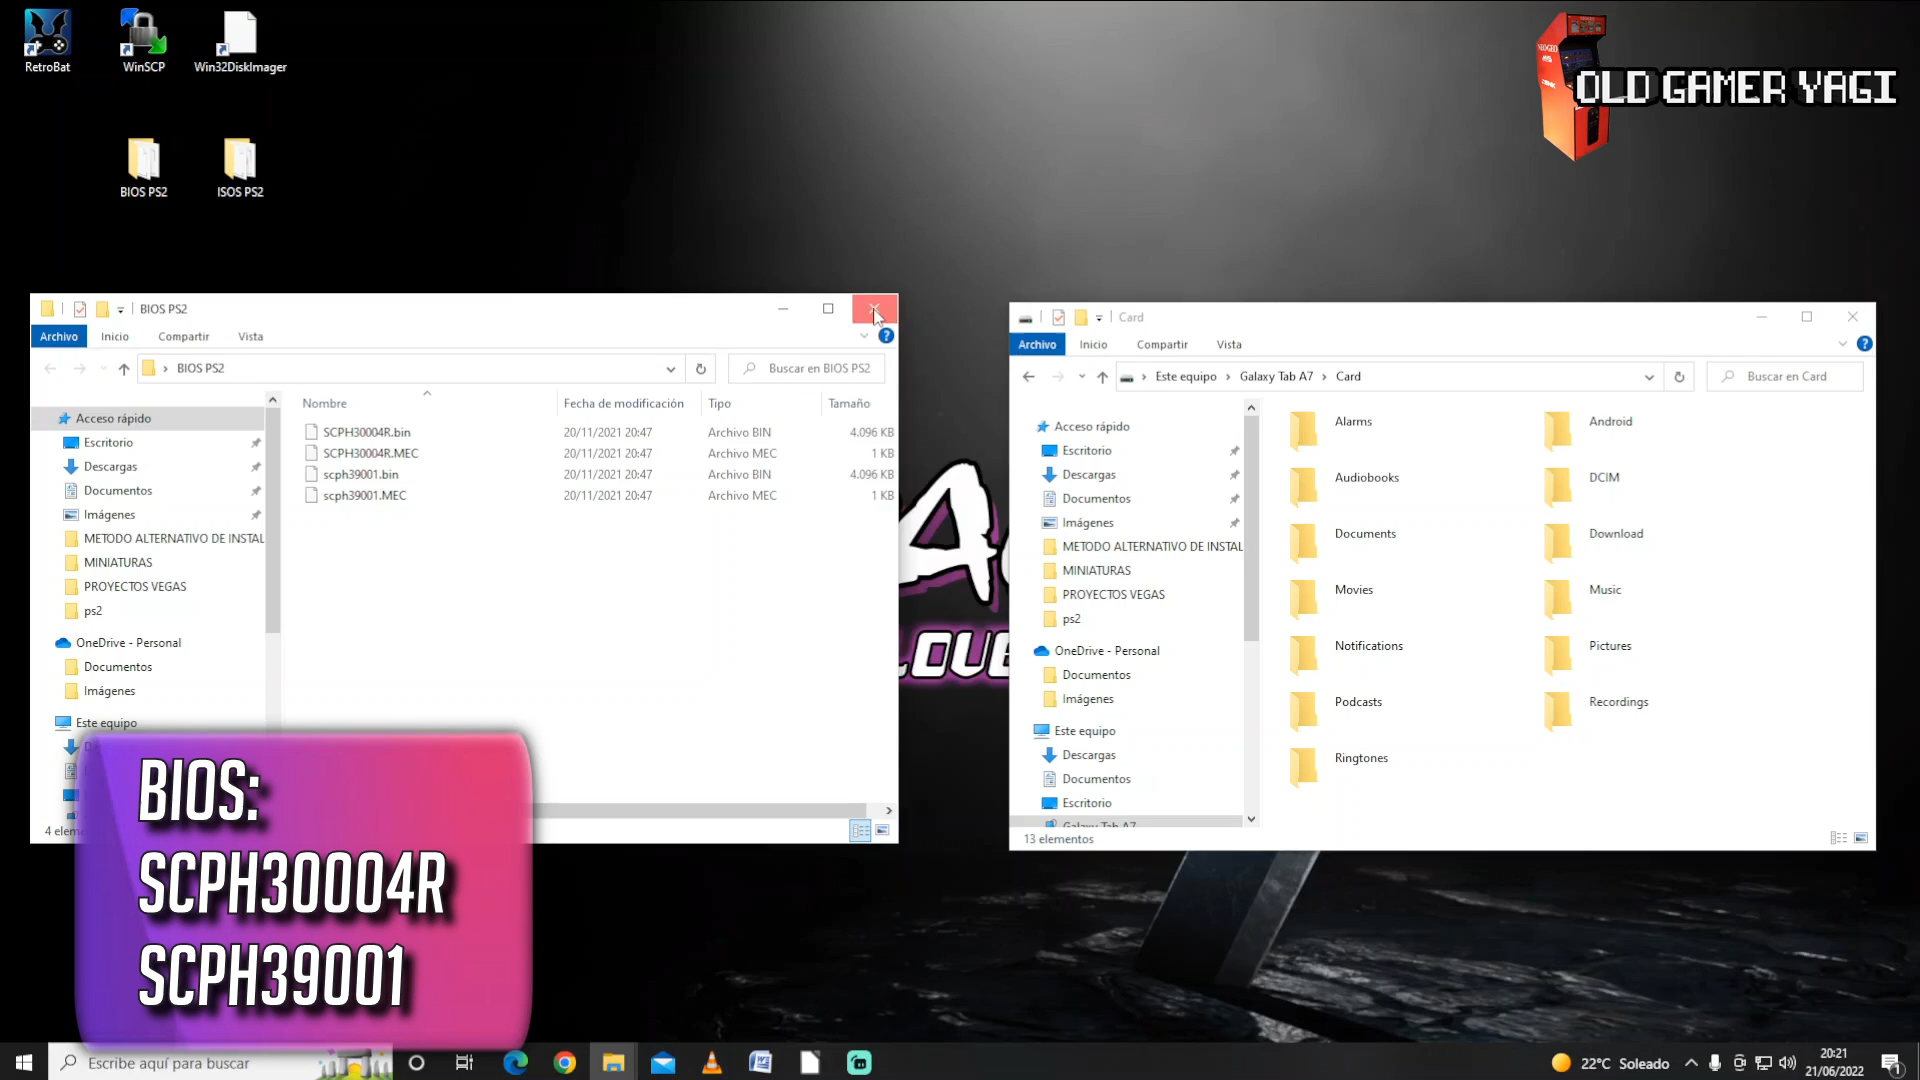 RetroBat
WinSCP
Win32DiskImager
BIOS PS2
ISOS PS2
OLD GAMER YAGI
BIOS PS2
Archivo Inicio Compartir Vista
BIOS PS2
Buscar en BIOS PS2
Nombre Fecha de modificación Tipo Tamaño
SCPH30004R.bin 20/11/2021 20:47 Archivo BIN 4.096 KB
SCPH30004R.MEC 20/11/2021 20:47 Archivo MEC 1 KB
scph39001.bin 20/11/2021 20:47 Archivo BIN 4.096 KB
scph39001.MEC 20/11/2021 20:47 Archivo MEC 1 KB
Acceso rápido
Escritorio
Descargas
Documentos
Imágenes
METODO ALTERNATIVO DE INSTAL
MINIATURAS
PROYECTOS VEGAS
ps2
OneDrive - Personal
Documentos
Imágenes
Este equipo
4 eleme
BIOS:
SCPH30004R
SCPH39001
Card
Archivo Inicio Compartir Vista
Este equipo Galaxy Tab A7 Card
Buscar en Card
Acceso rápido
Escritorio
Descargas
Documentos
Imágenes
METODO ALTERNATIVO DE INSTAL
MINIATURAS
PROYECTOS VEGAS
ps2
OneDrive - Personal
Documentos
Imágenes
Este equipo
Descargas
Documentos
Escritorio
Galaxy Tab A7
Alarms Android
Audiobooks DCIM
Documents Download
Movies Music
Notifications Pictures
Podcasts Recordings
Ringtones
13 elementos
Escribe aquí para buscar
22°C Soleado
20:21
21/06/2022
1